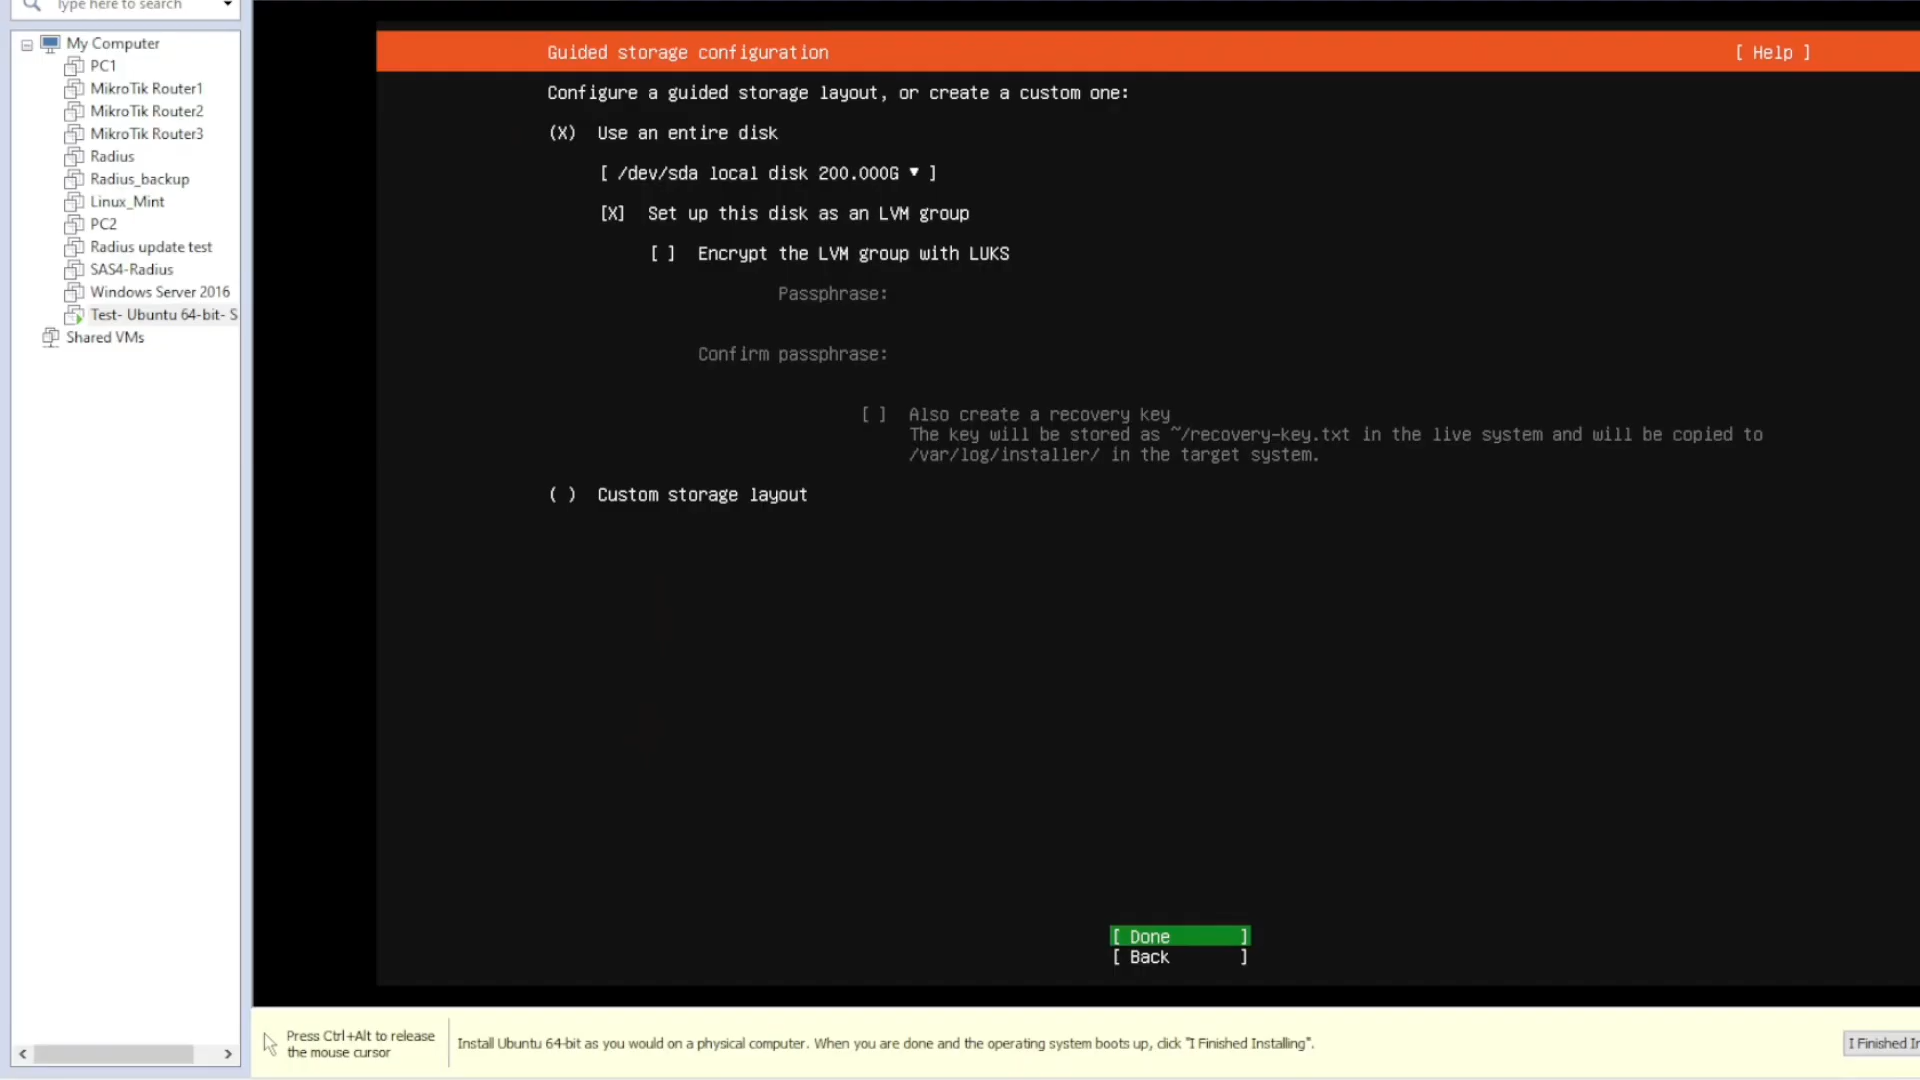 Type here to search
My Computer
PC1
MikroTik Router1
MikroTik Router2
MikroTik Router3
Radius
Radius_backup
Linux_Mint
PC2
Radius update test
SAS4-Radius
Windows Server 2016
Test- Ubuntu 64-bit- S
Shared VMs
Guided storage configuration [ Help ]
Configure a guided storage layout, or create a custom one:
(X) Use an entire disk
[ /dev/sda local disk 200.000G ▾ ]
[X] Set up this disk as an LVM group
[ ] Encrypt the LVM group with LUKS
Passphrase:
Confirm passphrase:
[ ] Also create a recovery key
The key will be stored as ~/recovery-key.txt in the live system and will be copied to
/var/log/installer/ in the target system.
( ) Custom storage layout
[ Done ]
[ Back ]
Press Ctrl+Alt to release
the mouse cursor
Install Ubuntu 64-bit as you would on a physical computer. When you are done and the operating system boots up, click "I Finished Installing".
I Finished In